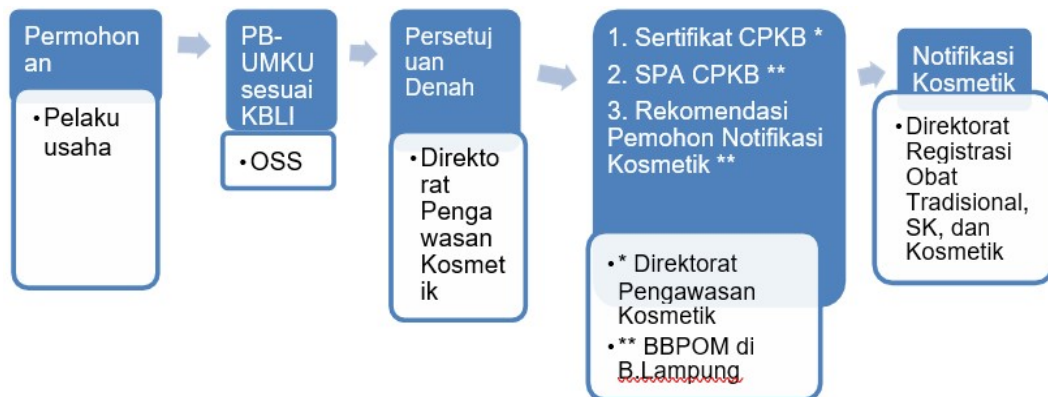 Permohon
an
• Pelaku
usaha
PB-
UMKU
sesuai
KBLI
• OSS
Persetuj
uan
Denah
• Direkto
rat
Penga
wasan
Kosmet
ik
1. Sertifikat CPKB *
2. SPA CPKB **
3. Rekomendasi
Pemohon Notifikasi
Kosmetik **
• * Direktorat
Pengawasan
Kosmetik
• ** BBPOM di
B.Lampung
Notifikasi
Kosmetik
• Direktorat
Registrasi
Obat
Tradisional,
SK, dan
Kosmetik